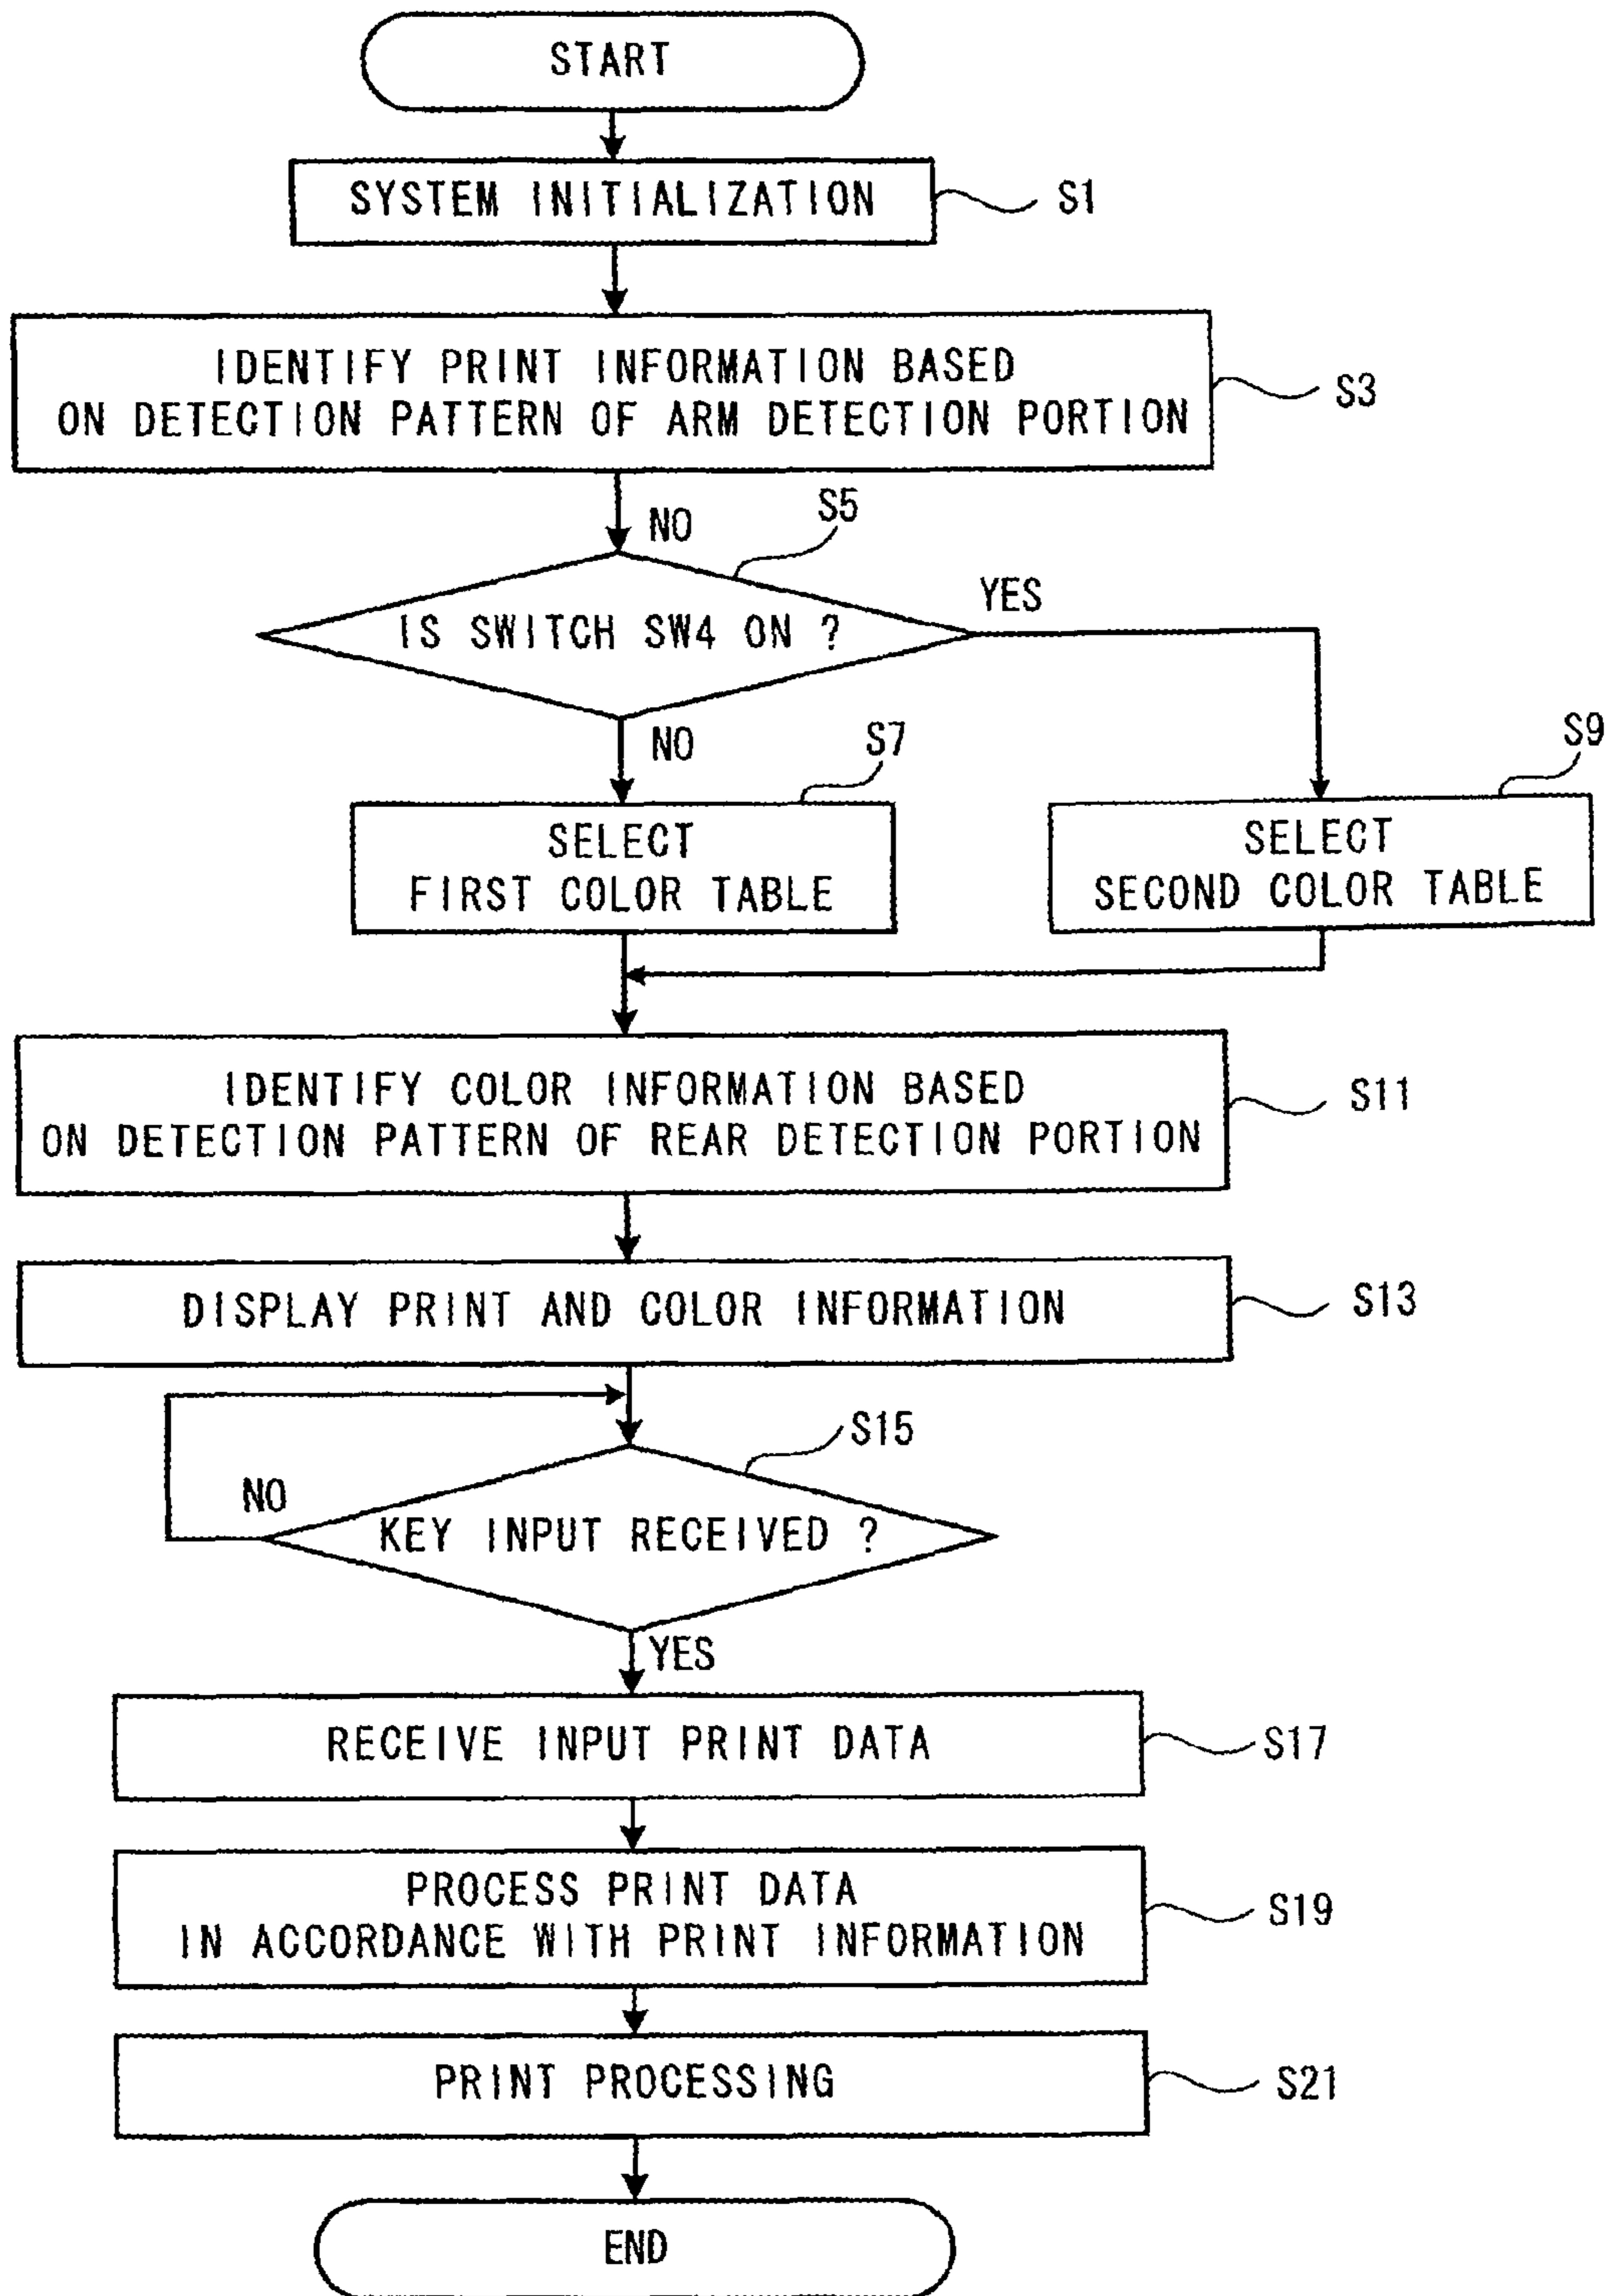 START
SYSTEM INITIALIZATION
S1
IDENTIFY PRINT INFORMATION BASED
ON DETECTION PATTERN OF ARM DETECTION PORTION
S3
NO
S5
IS SWITCH SW4 ON ?
YES
NO
S7
S9
SELECT
FIRST COLOR TABLE
SELECT
SECOND COLOR TABLE
IDENTIFY COLOR INFORMATION BASED
ON DETECTION PATTERN OF REAR DETECTION PORTION
S11
DISPLAY PRINT AND COLOR INFORMATION
S13
S15
NO
KEY INPUT RECEIVED ?
YES
RECEIVE INPUT PRINT DATA
S17
PROCESS PRINT DATA
IN ACCORDANCE WITH PRINT INFORMATION
S19
PRINT PROCESSING
S21
END